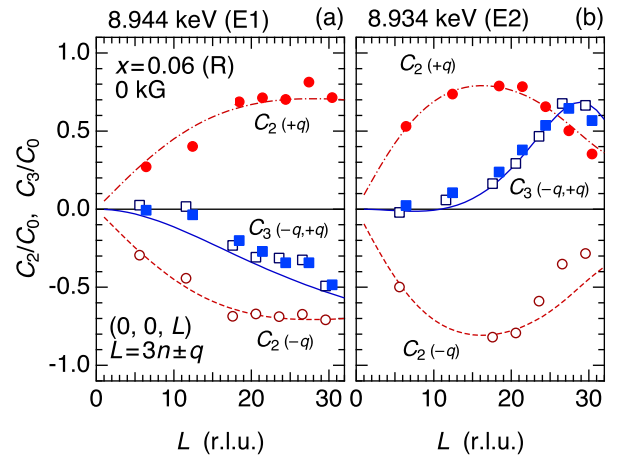 8.944 keV (E1) (a)
8.934 keV (E2) (b)
C2/C0, C3/C0
1.0
0.5
0.0
-0.5
-1.0
x=0.06 (R)
0 kG
C2 (+q)
C3 (−q,+q)
C2 (−q)
(0, 0, L)
L=3n±q
C2 (+q)
C3 (−q,+q)
C2 (−q)
0 10 20 30
0 10 20 30
L (r.l.u.)
L (r.l.u.)